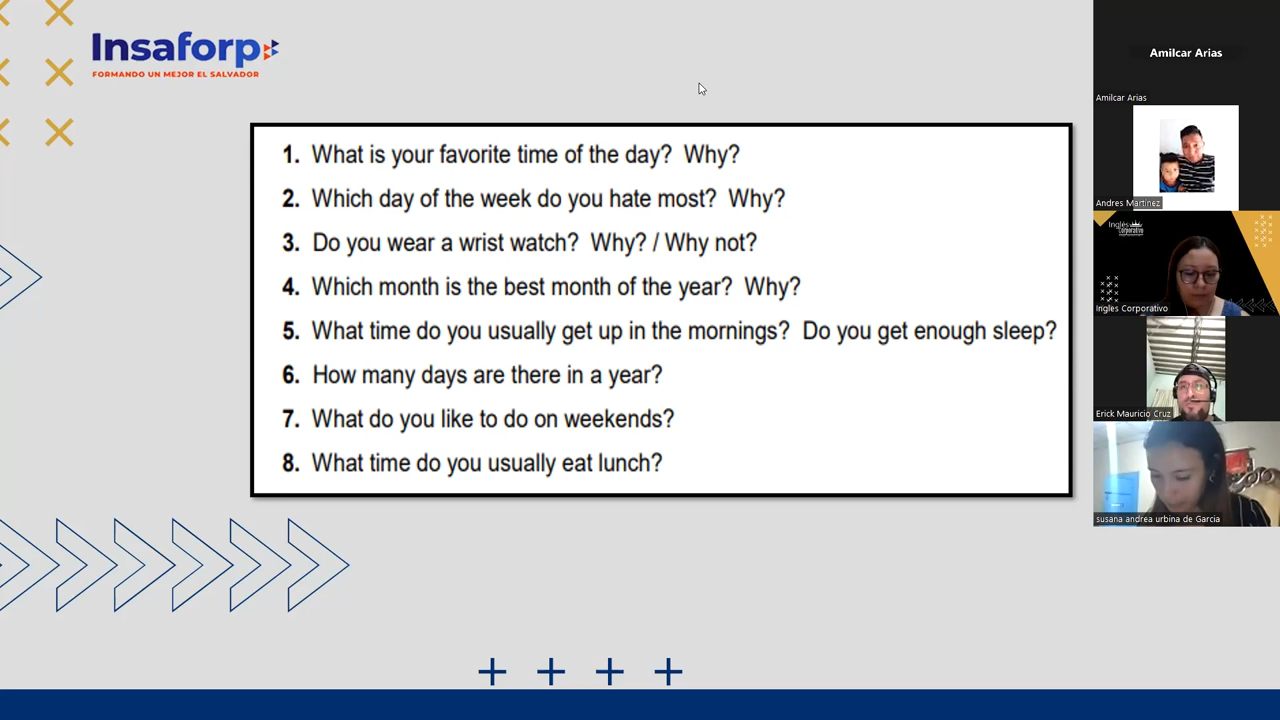 Insaforp
FORMANDO UN MEJOR EL SALVADOR
1. What is your favorite time of the day? Why?
2. Which day of the week do you hate most? Why?
3. Do you wear a wrist watch? Why? / Why not?
4. Which month is the best month of the year? Why?
5. What time do you usually get up in the mornings? Do you get enough sleep?
6. How many days are there in a year?
7. What do you like to do on weekends?
8. What time do you usually eat lunch?
Amilcar Arias
Amilcar Arias
Andres Martinez
Inglés
Corporativo
Ingles Corporativo
Erick Mauricio Cruz
susana andrea urbina de Garcia